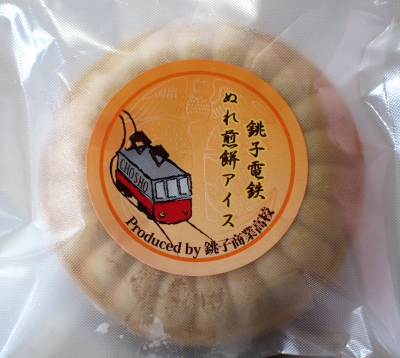 銚子電鉄
ぬれ煎餅アイス
CHOSHO
Produced by 銚子商業高校